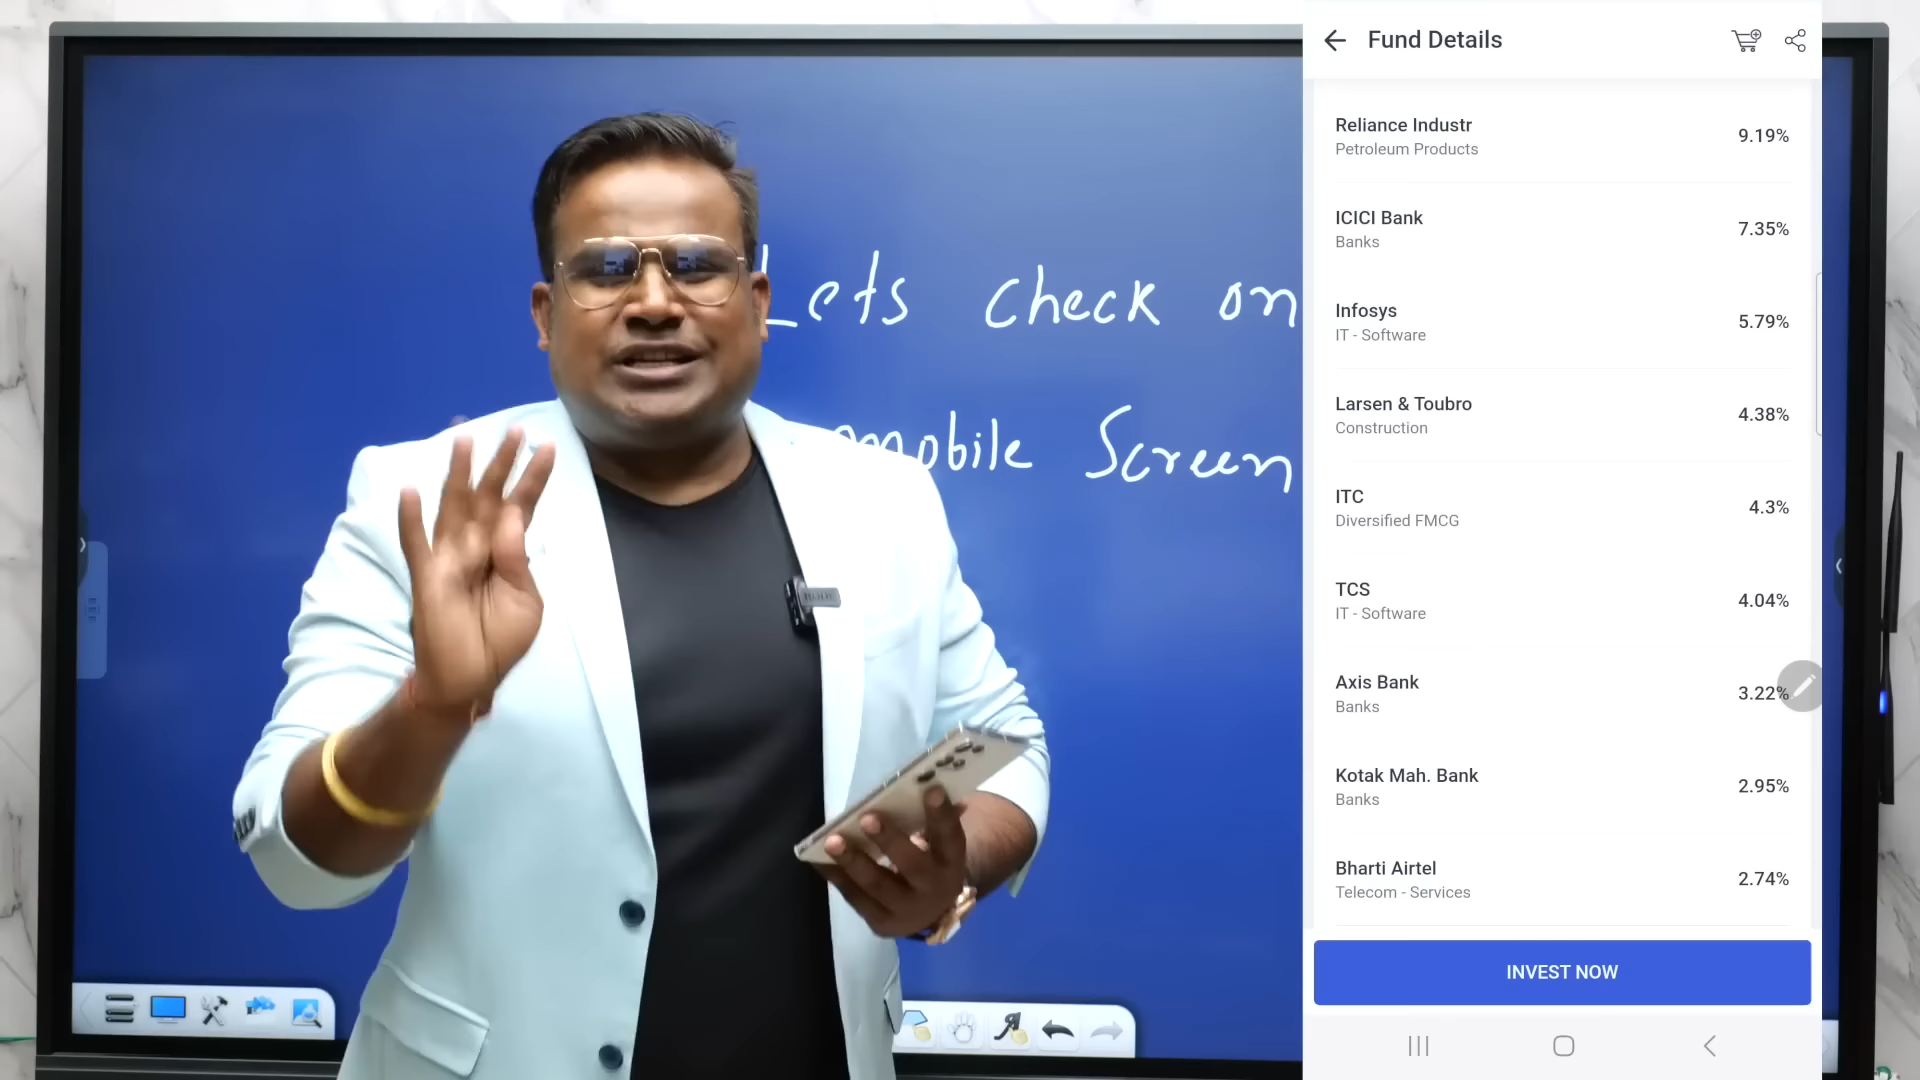 Lets check on
mobile Screen
Fund Details
Reliance Industr
Petroleum Products
9.19%
ICICI Bank
Banks
7.35%
Infosys
IT - Software
5.79%
Larsen & Toubro
Construction
4.38%
ITC
Diversified FMCG
4.3%
TCS
IT - Software
4.04%
Axis Bank
Banks
3.22%
Kotak Mah. Bank
Banks
2.95%
Bharti Airtel
Telecom - Services
2.74%
INVEST NOW